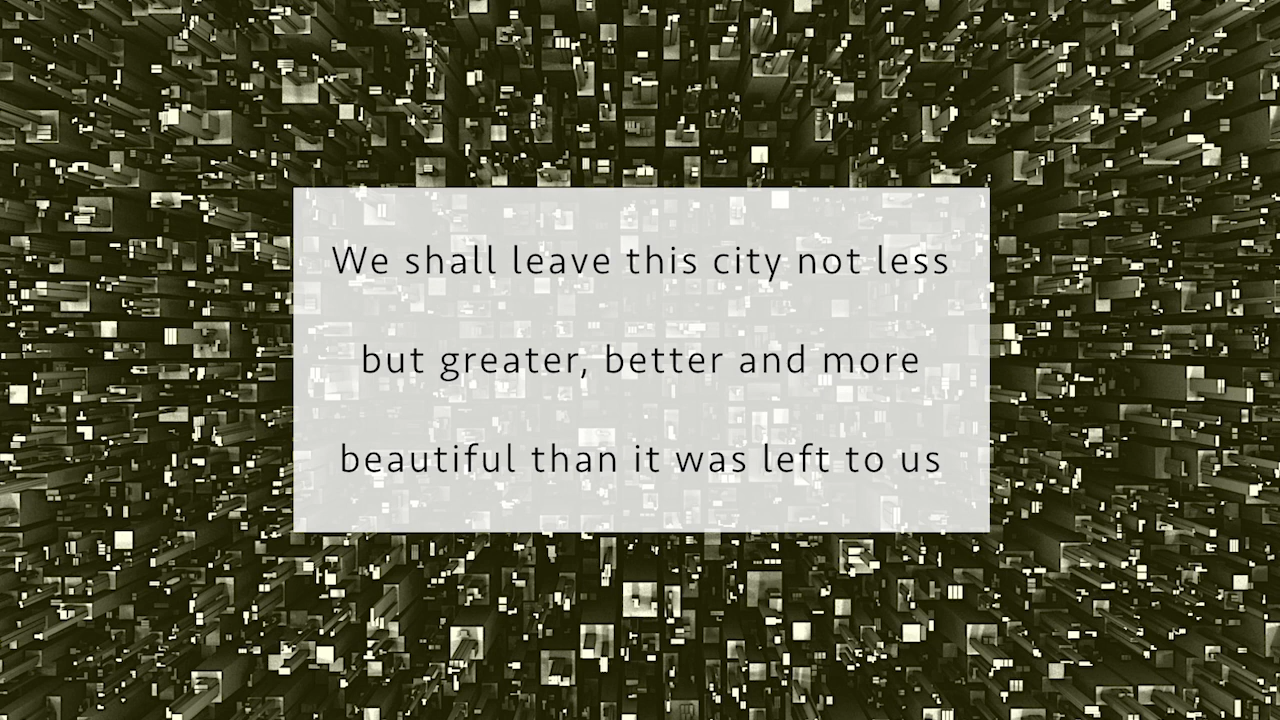 We shall leave this city not less
but greater, better and more
beautiful than it was left to us